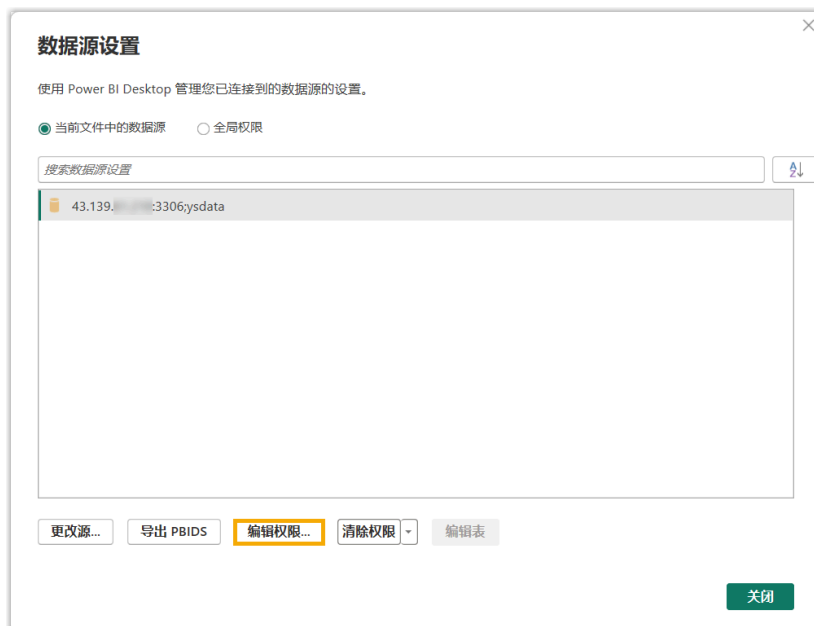 数据源设置
使用 Power BI Desktop 管理您已连接到的数据源的设置。
当前文件中的数据源 全局权限
搜索数据源设置
43.139. :3306;ysdata
更改源... 导出 PBIDS 编辑权限... 清除权限 编辑表
关闭